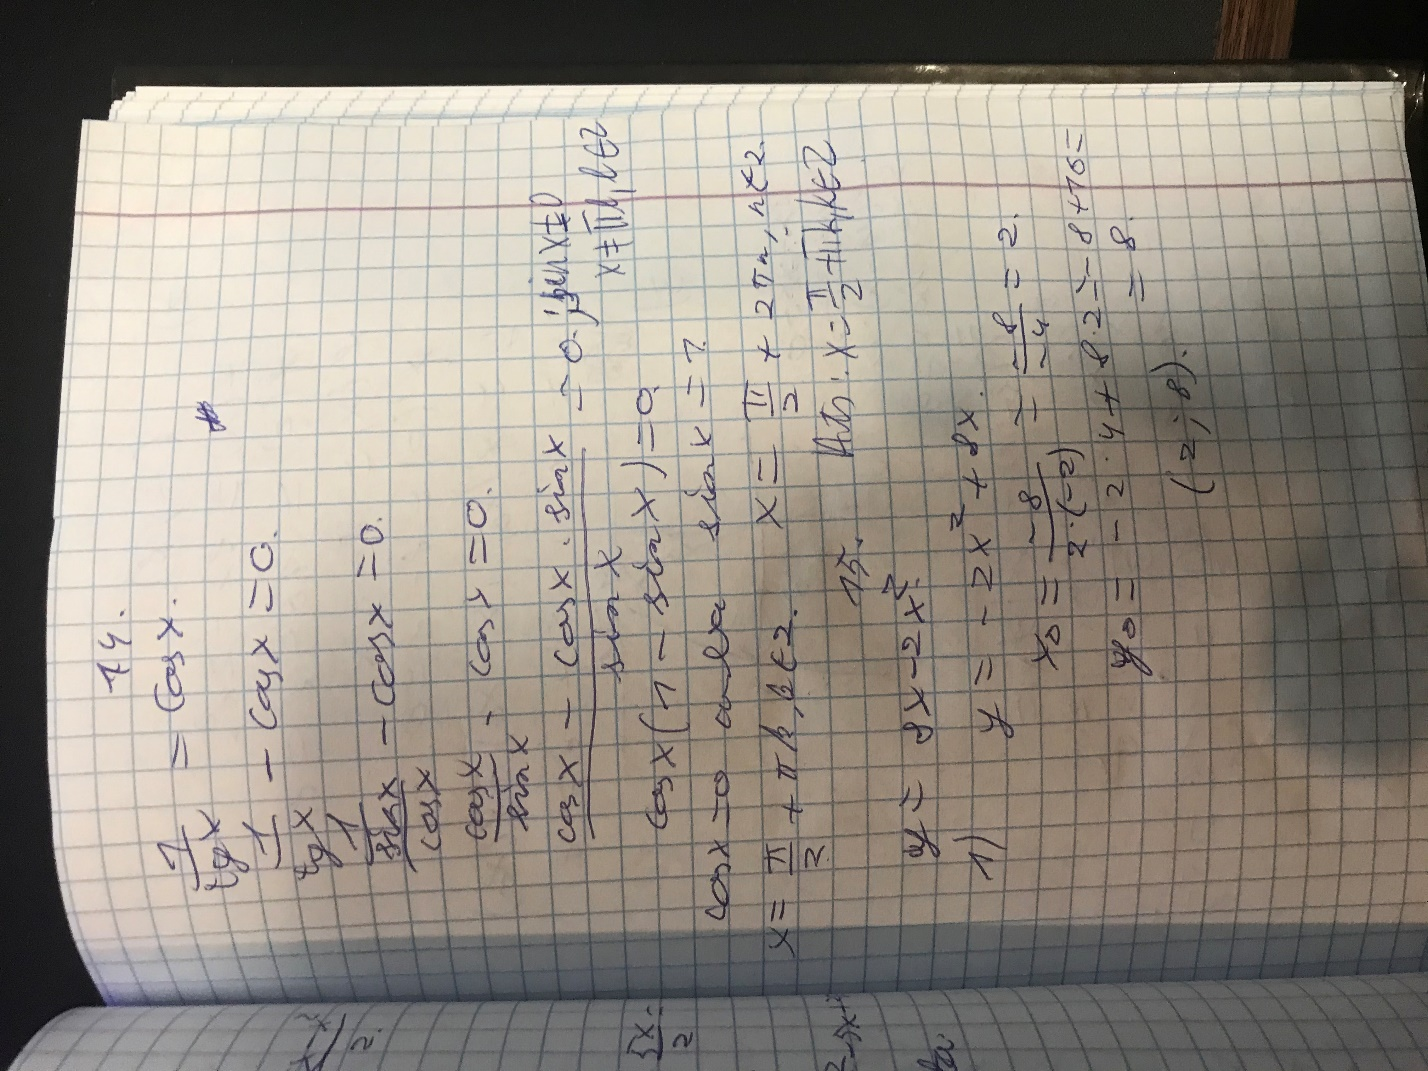 14.
1/tgx = cosx.
1/tgx - cosx = 0.
1/(sinx/cosx) - cosx = 0.
cosx/sinx - cosx = 0.
(cosx - cosx · sinx)/sinx = 0. sinx ≠ 0
x ≠ πk, k∈Z
cosx(1 - sinx) = 0.
cosx = 0 или sinx = 1.
x = π/2 + πk, k∈Z. x = π/2 + 2πn, n∈Z.
x = π/2 + πk, k∈Z
15.
y = 8x - 2x².
1) y = -2x² + 8x.
x₀ = -8/(2·(-2)) = -8/-4 = 2.
y₀ = -2·4 + 8·2 = -8 + 16 =
= 8.
(2; 8).